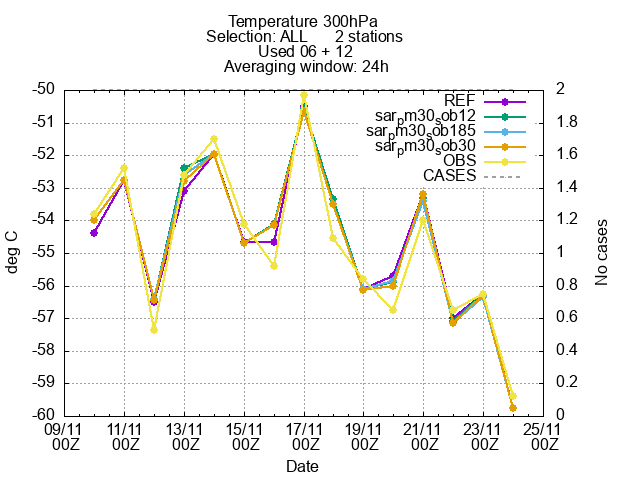 Temperature 300hPa
Selection: ALL 2 stations
Used 06 + 12
Averaging window: 24h
-50
-51
-52
-53
-54
-55
-56
-57
-58
-59
-60
deg C
REF
sarpm30sob12
sarpm30sob185
sarpm30sob30
OBS
CASES
2
1.8
1.6
1.4
1.2
1
0.8
0.6
0.4
0.2
0
No cases
09/11 11/11 13/11 15/11 17/11 19/11 21/11 23/11 25/11
00Z 00Z 00Z 00Z 00Z 00Z 00Z 00Z 00Z
Date